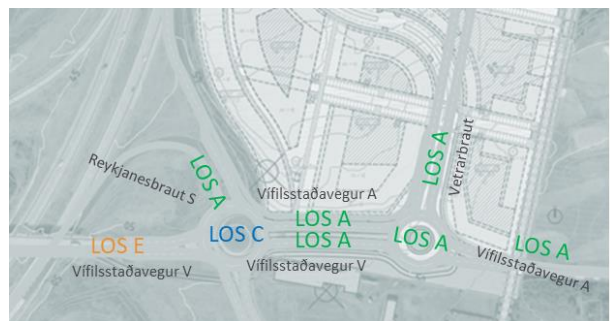 LOS A
Vetrarbraut
Reykjanesbraut S
LOS A
Vífilsstaðavegur A
LOS A
LOS E
LOS C
LOS A
LOS A
LOS A
Vífilsstaðavegur V
Vífilsstaðavegur V
Vífilsstaðavegur A